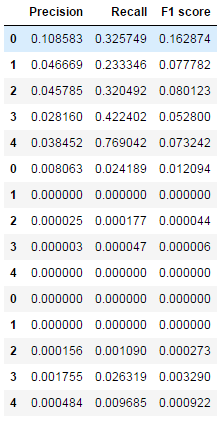 Precision Recall F1 score
0 0.108583 0.325749 0.162874
1 0.046669 0.233346 0.077782
2 0.045785 0.320492 0.080123
3 0.028160 0.422402 0.052800
4 0.038452 0.769042 0.073242
0 0.008063 0.024189 0.012094
1 0.000000 0.000000 0.000000
2 0.000025 0.000177 0.000044
3 0.000003 0.000047 0.000006
4 0.000000 0.000000 0.000000
0 0.000000 0.000000 0.000000
1 0.000000 0.000000 0.000000
2 0.000156 0.001090 0.000273
3 0.001755 0.026319 0.003290
4 0.000484 0.009685 0.000922